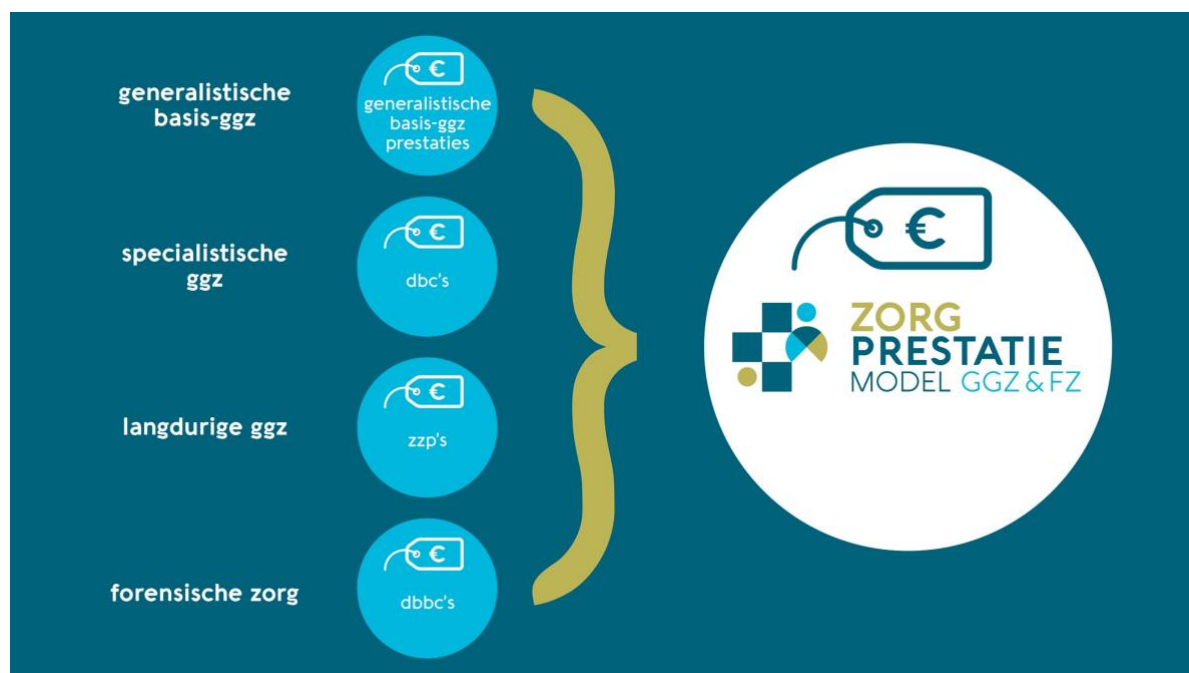 generalistische
basis-ggz
€
generalistische
basis-ggz
prestaties
specialistische
ggz
€
dbc's
langdurige ggz
€
zzp's
forensische zorg
€
dbbc's
€
ZORG
PRESTATIE
MODEL GGZ & FZ